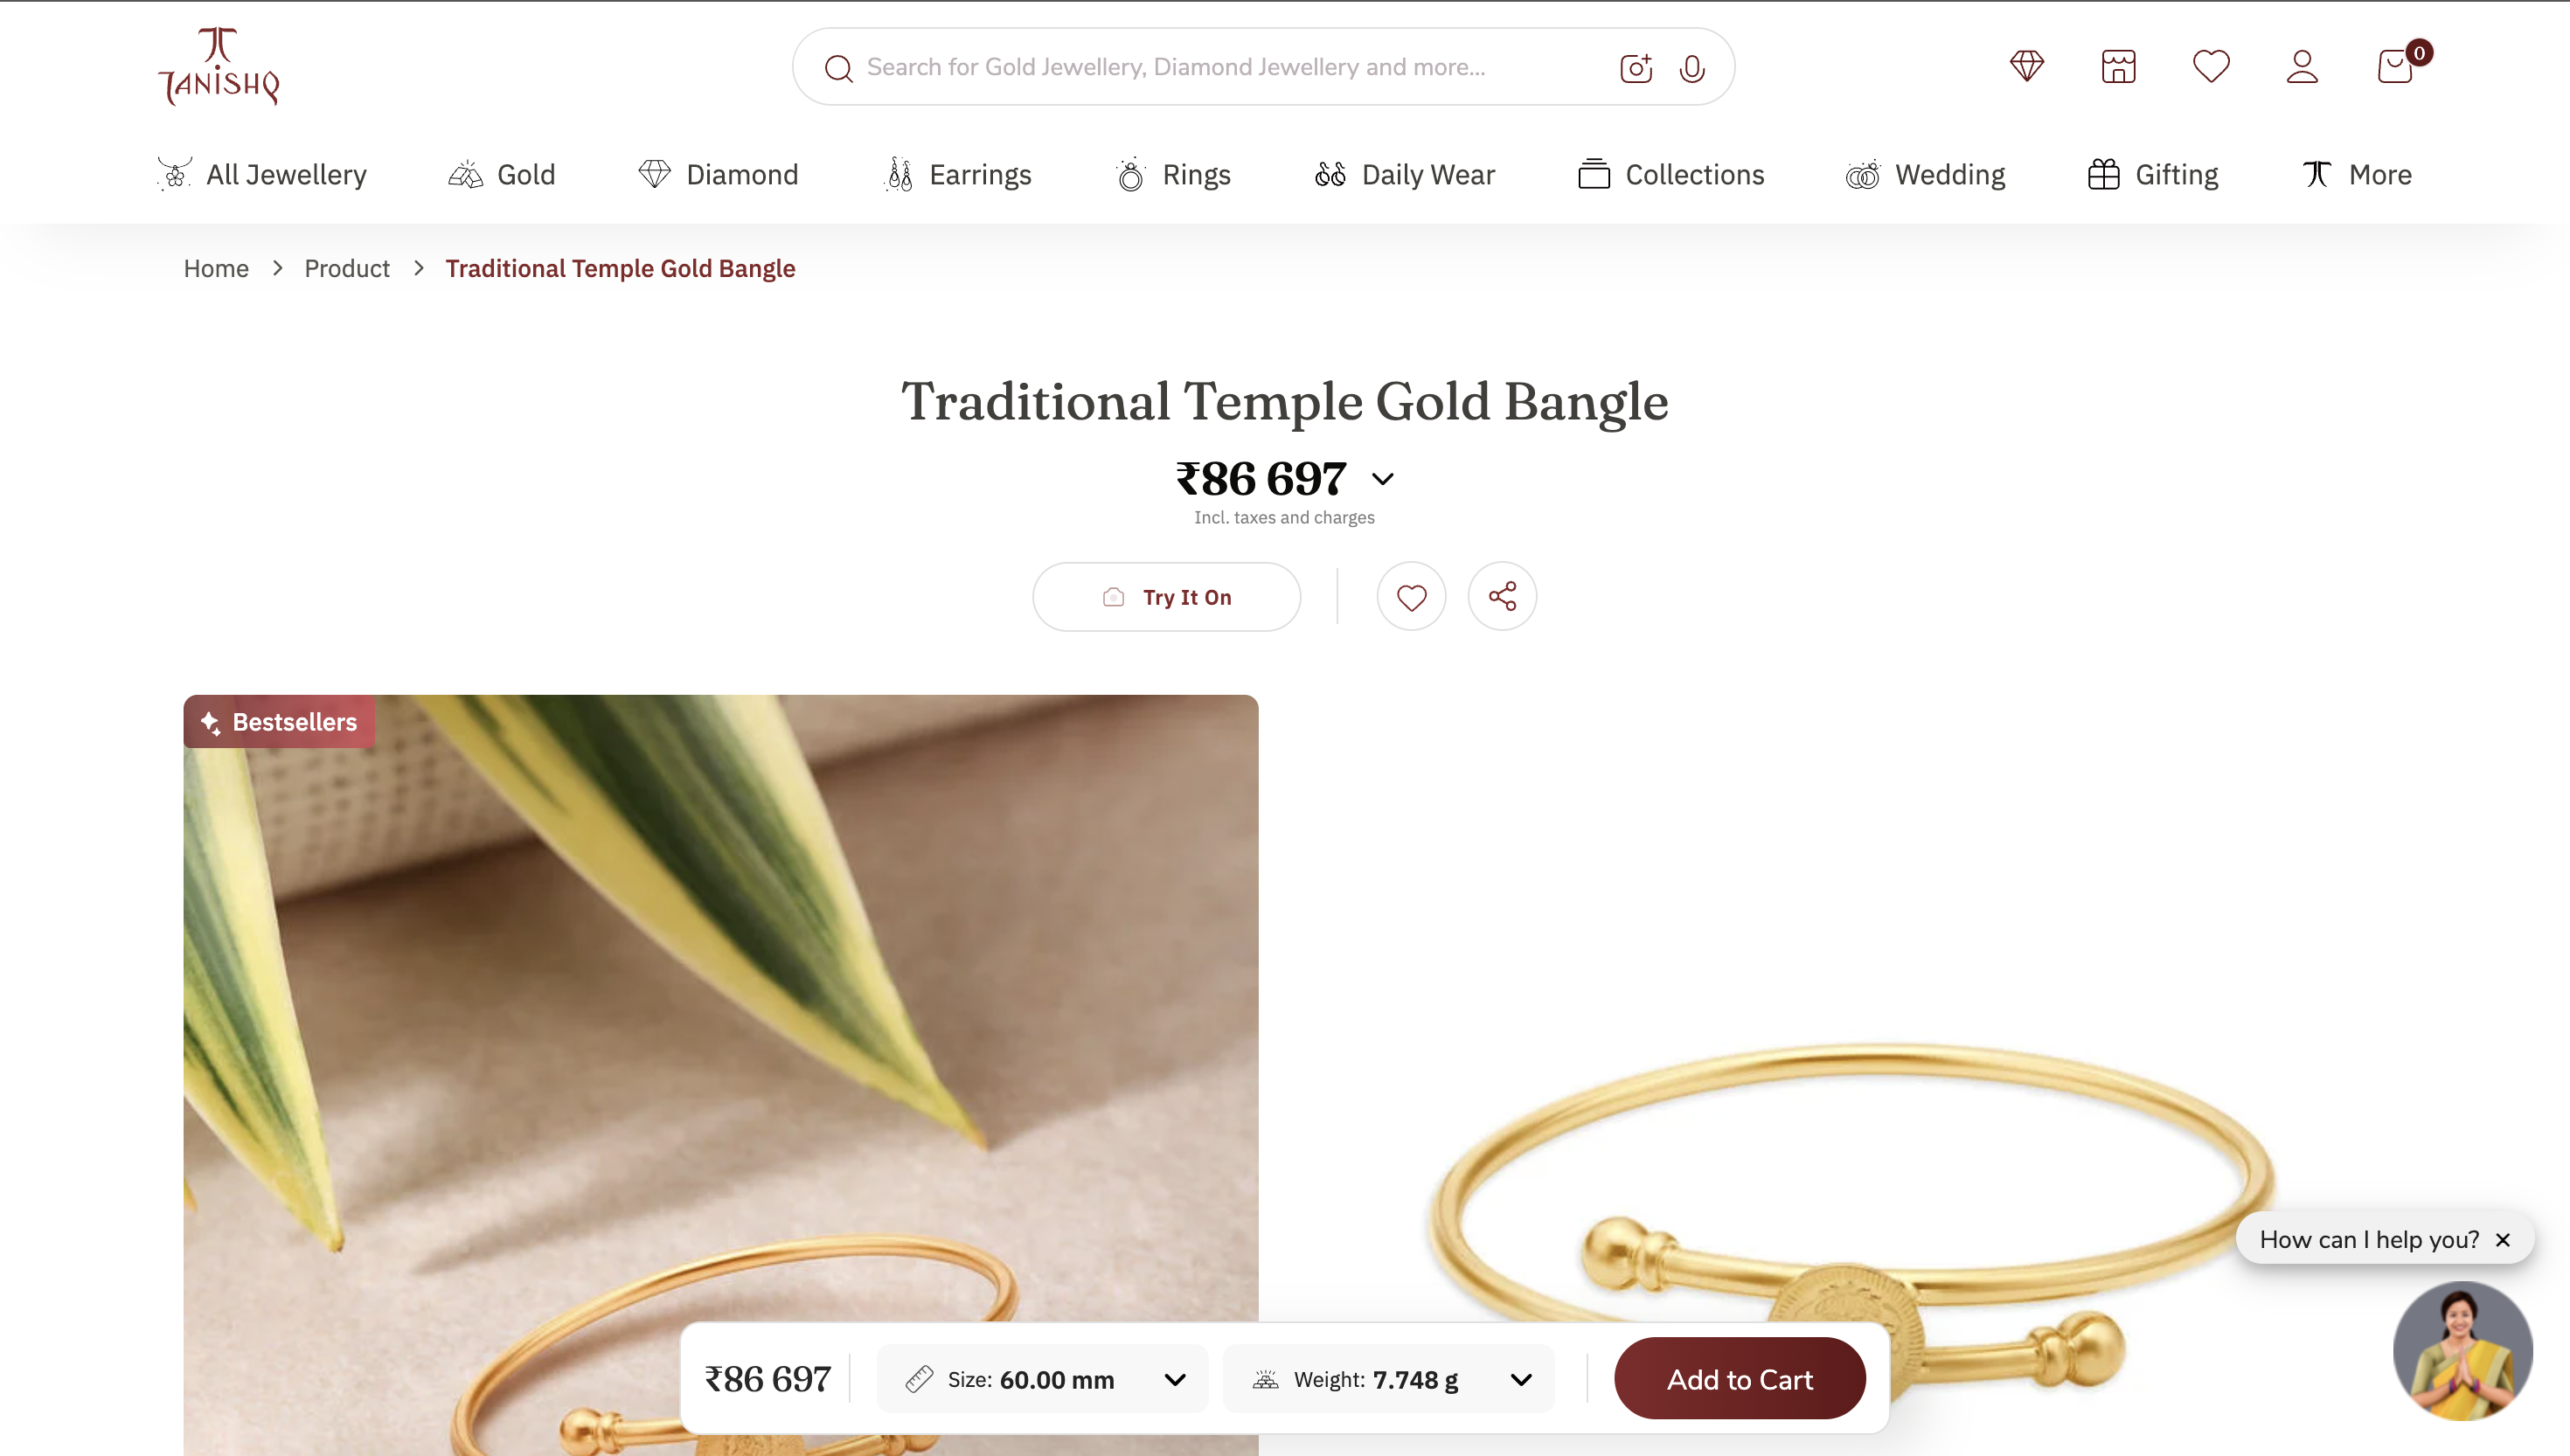 TANISHQ
Search for Gold Jewellery, Diamond Jewellery and more...
0
All Jewellery
Gold
Diamond
Earrings
Rings
Daily Wear
Collections
Wedding
Gifting
More
Home > Product > Traditional Temple Gold Bangle
Traditional Temple Gold Bangle
₹86 697
Incl. taxes and charges
Try It On
Bestsellers
How can I help you? ×
₹86 697
Size: 60.00 mm
Weight: 7.748 g
Add to Cart